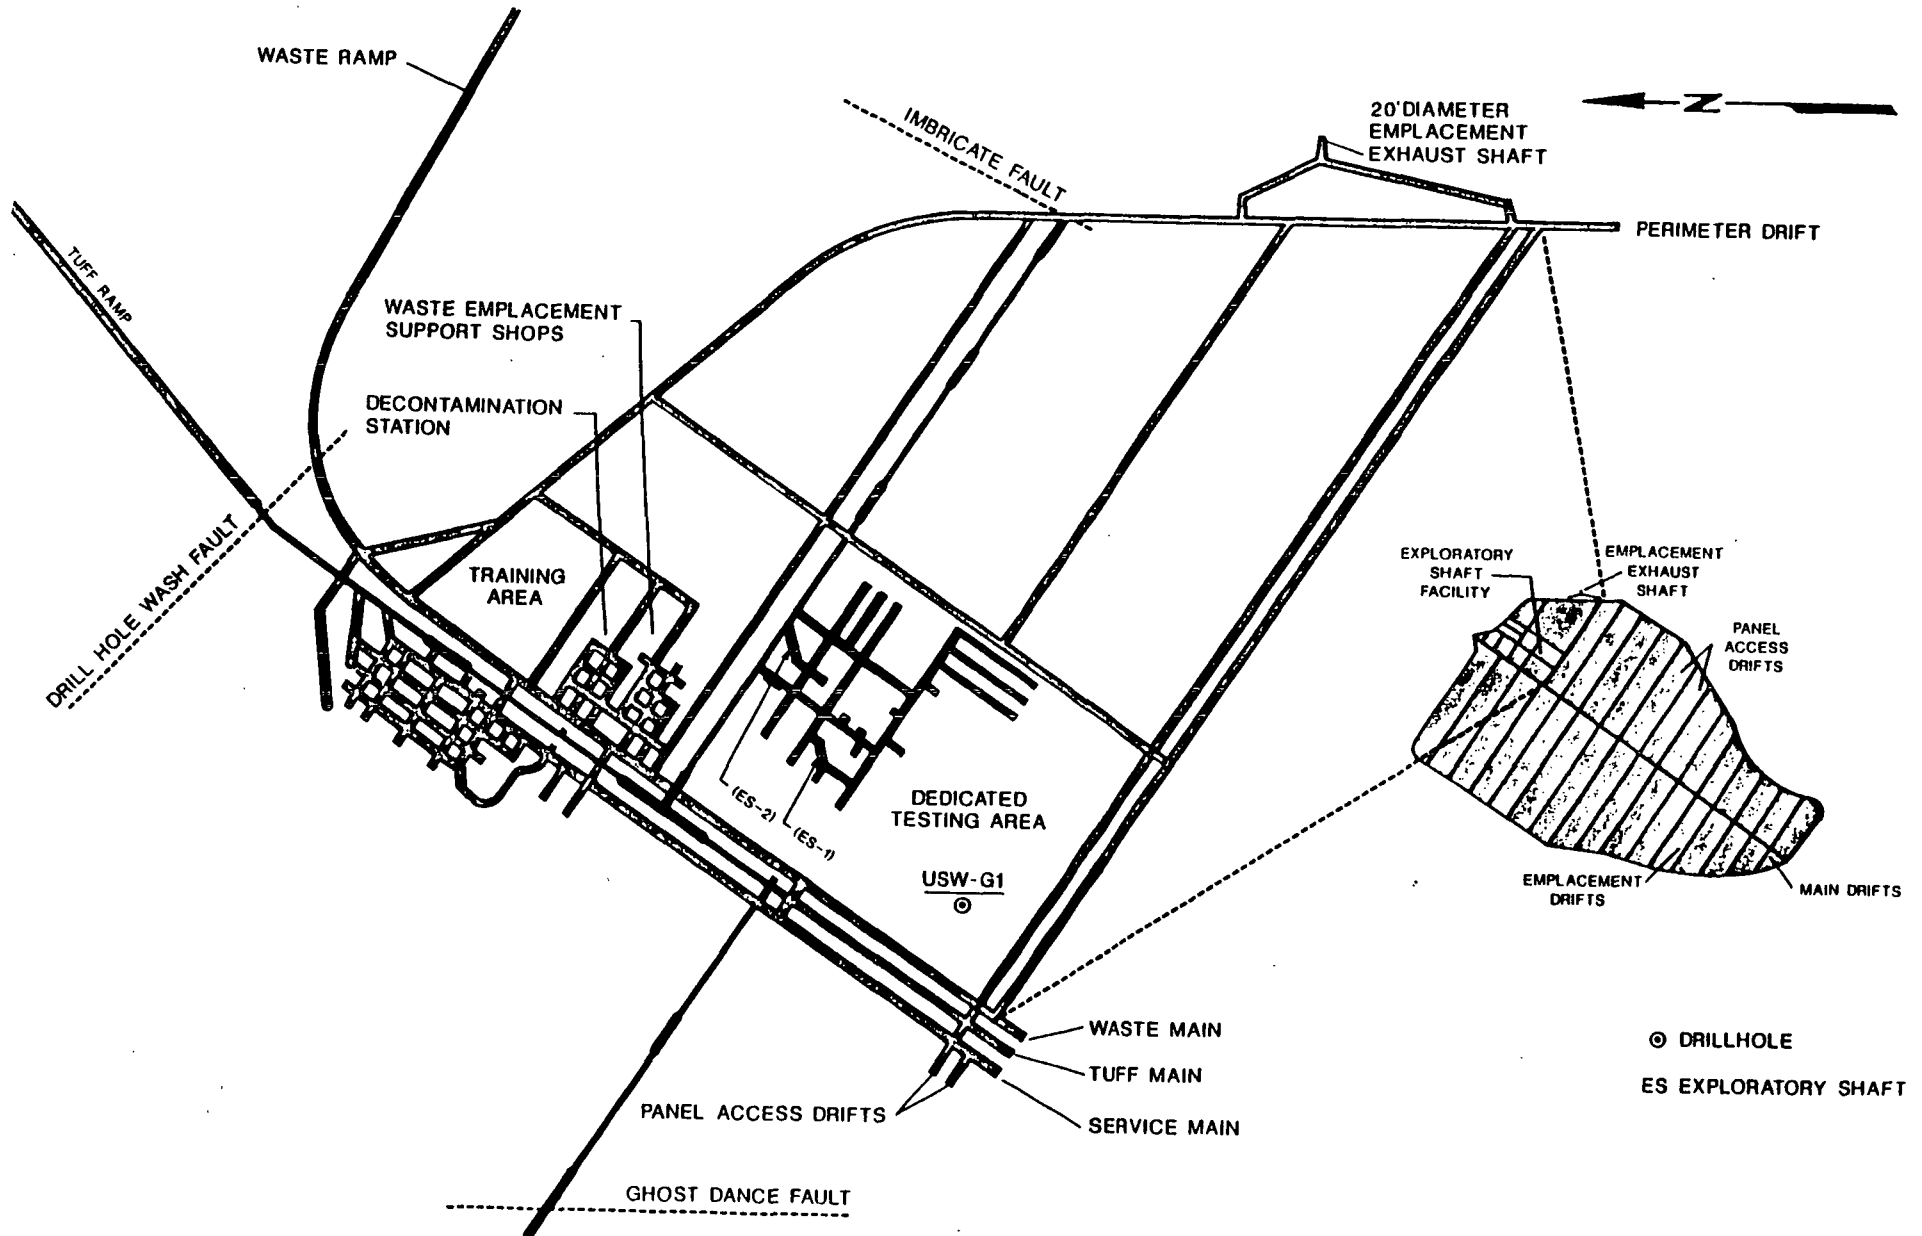 WASTE RAMP
IMBRICATE FAULT
20' DIAMETER
EMPLACEMENT
EXHAUST SHAFT
N
PERIMETER DRIFT
TUFF RAMP
WASTE EMPLACEMENT
SUPPORT SHOPS
DECONTAMINATION
STATION
DRILL HOLE WASH FAULT
TRAINING
AREA
EXPLORATORY
SHAFT
FACILITY
EMPLACEMENT
EXHAUST
SHAFT
PANEL
ACCESS
DRIFTS
(ES-2)
(ES-1)
DEDICATED
TESTING AREA
USW-G1
EMPLACEMENT
DRIFTS
MAIN DRIFTS
WASTE MAIN
TUFF MAIN
SERVICE MAIN
PANEL ACCESS DRIFTS
GHOST DANCE FAULT
DRILLHOLE
ES EXPLORATORY SHAFT